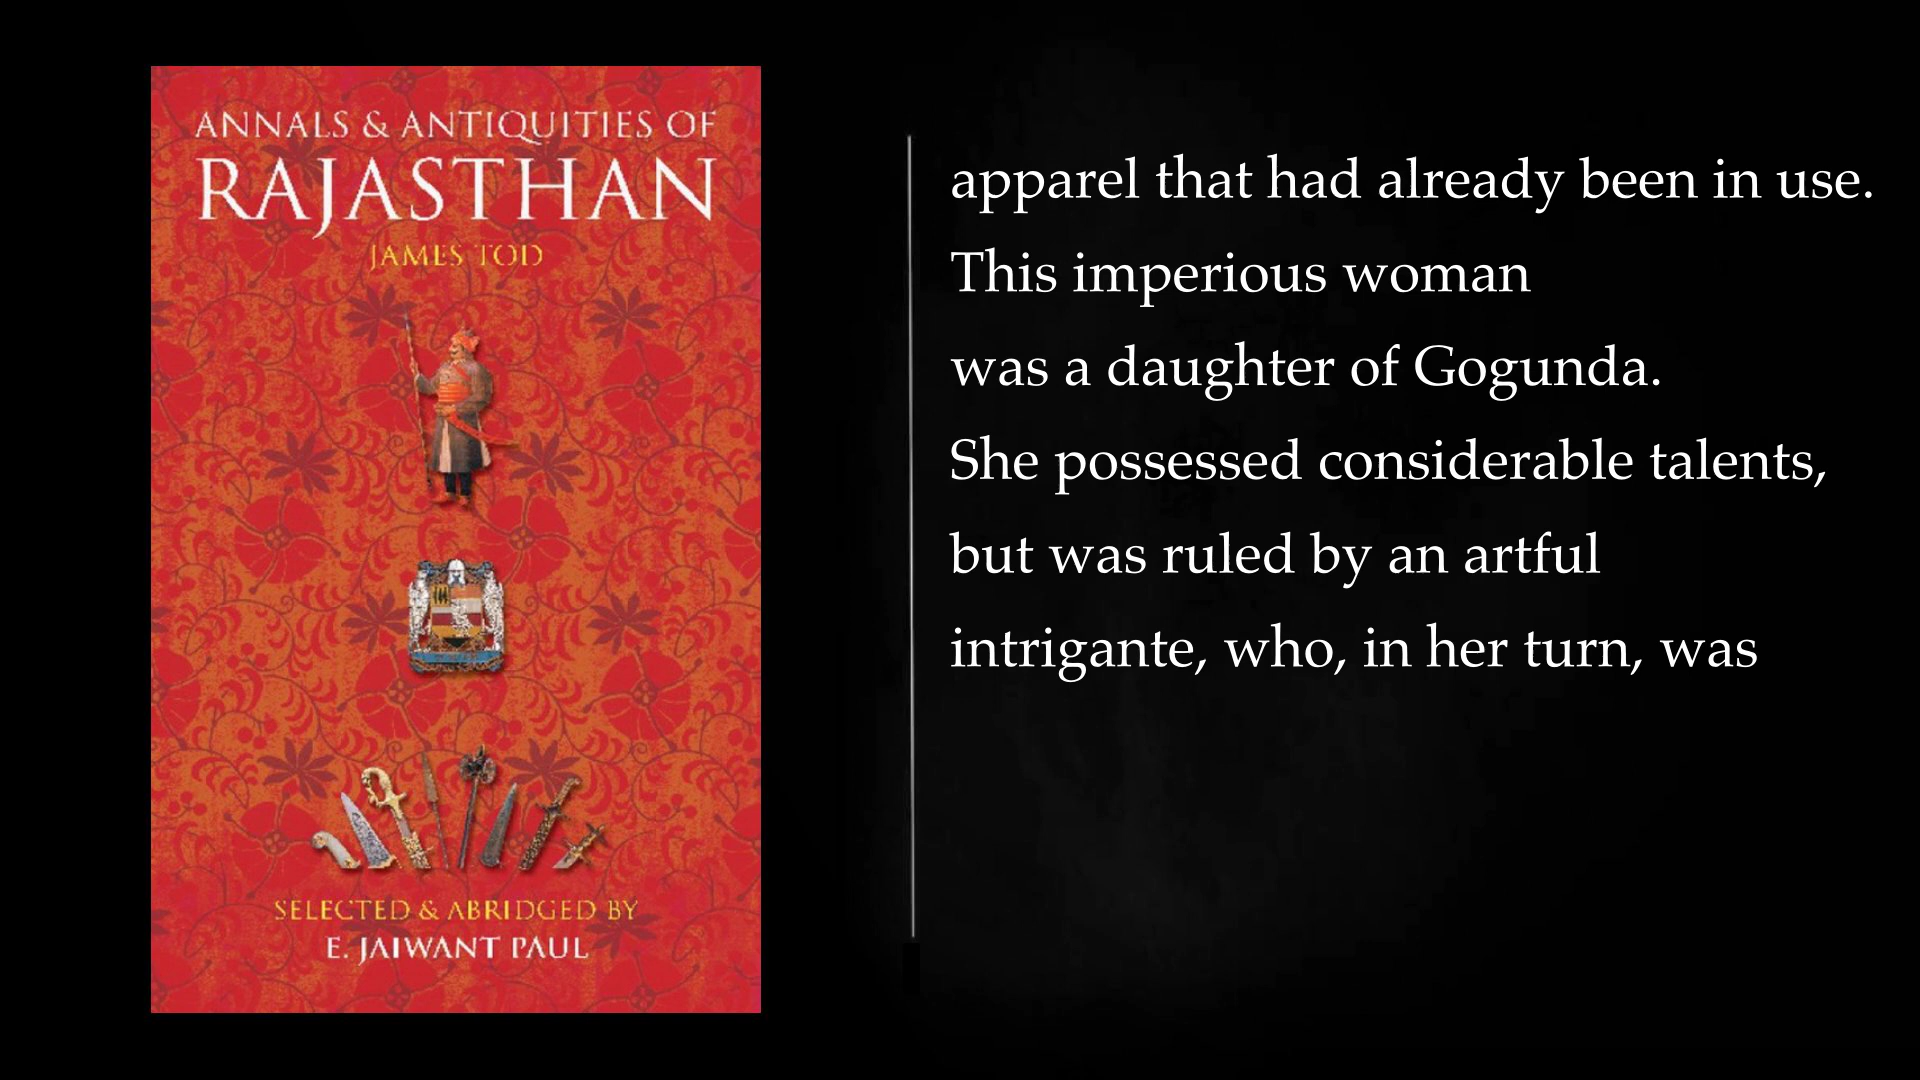 ANNALS & ANTIQUITIES OF
RAJASTHAN
JAMES TOD
SELECTED & ABRIDGED BY
E. JAIWANT PAUL
apparel that had already been in use.
This imperious woman
was a daughter of Gogunda.
She possessed considerable talents,
but was ruled by an artful
intrigante, who, in her turn, was